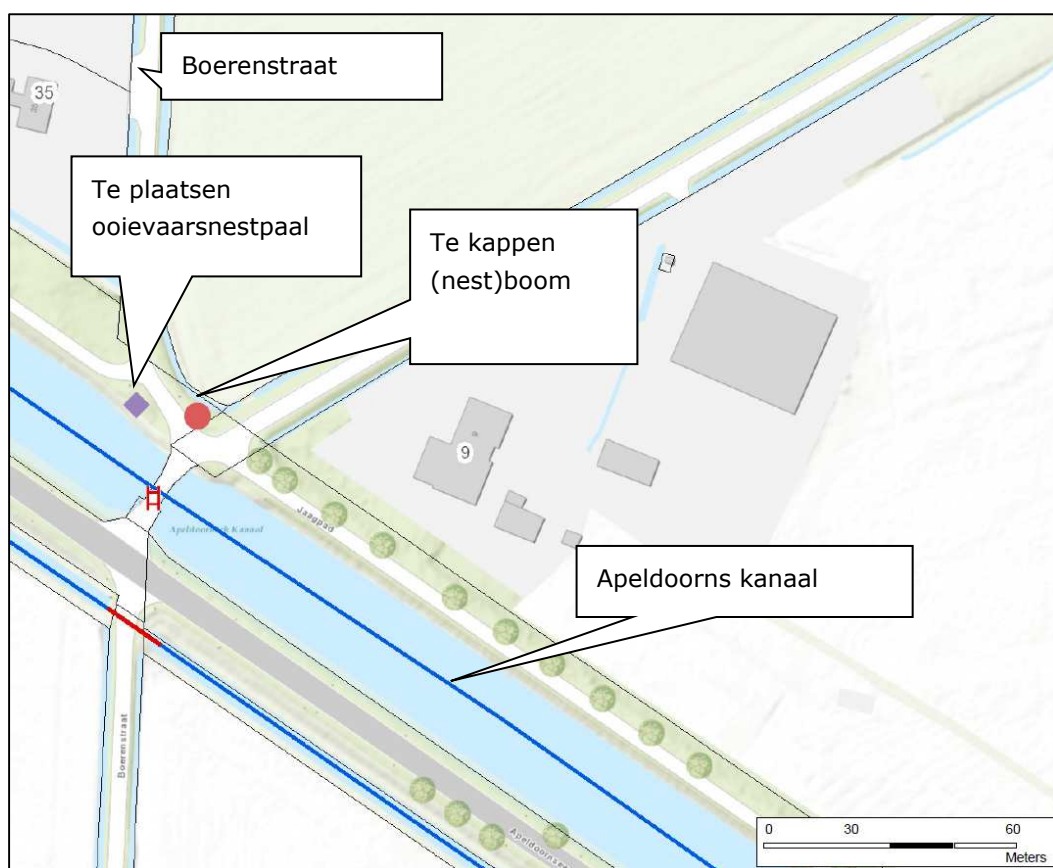 Boerenstraat
35
Te plaatsen
ooievaarsnestpaal
Te kappen
(nest)boom
9
Jaagpad
Apeldoornsch Kanaal
Apeldoorns kanaal
Boerenstraat
0 30 60
Meters